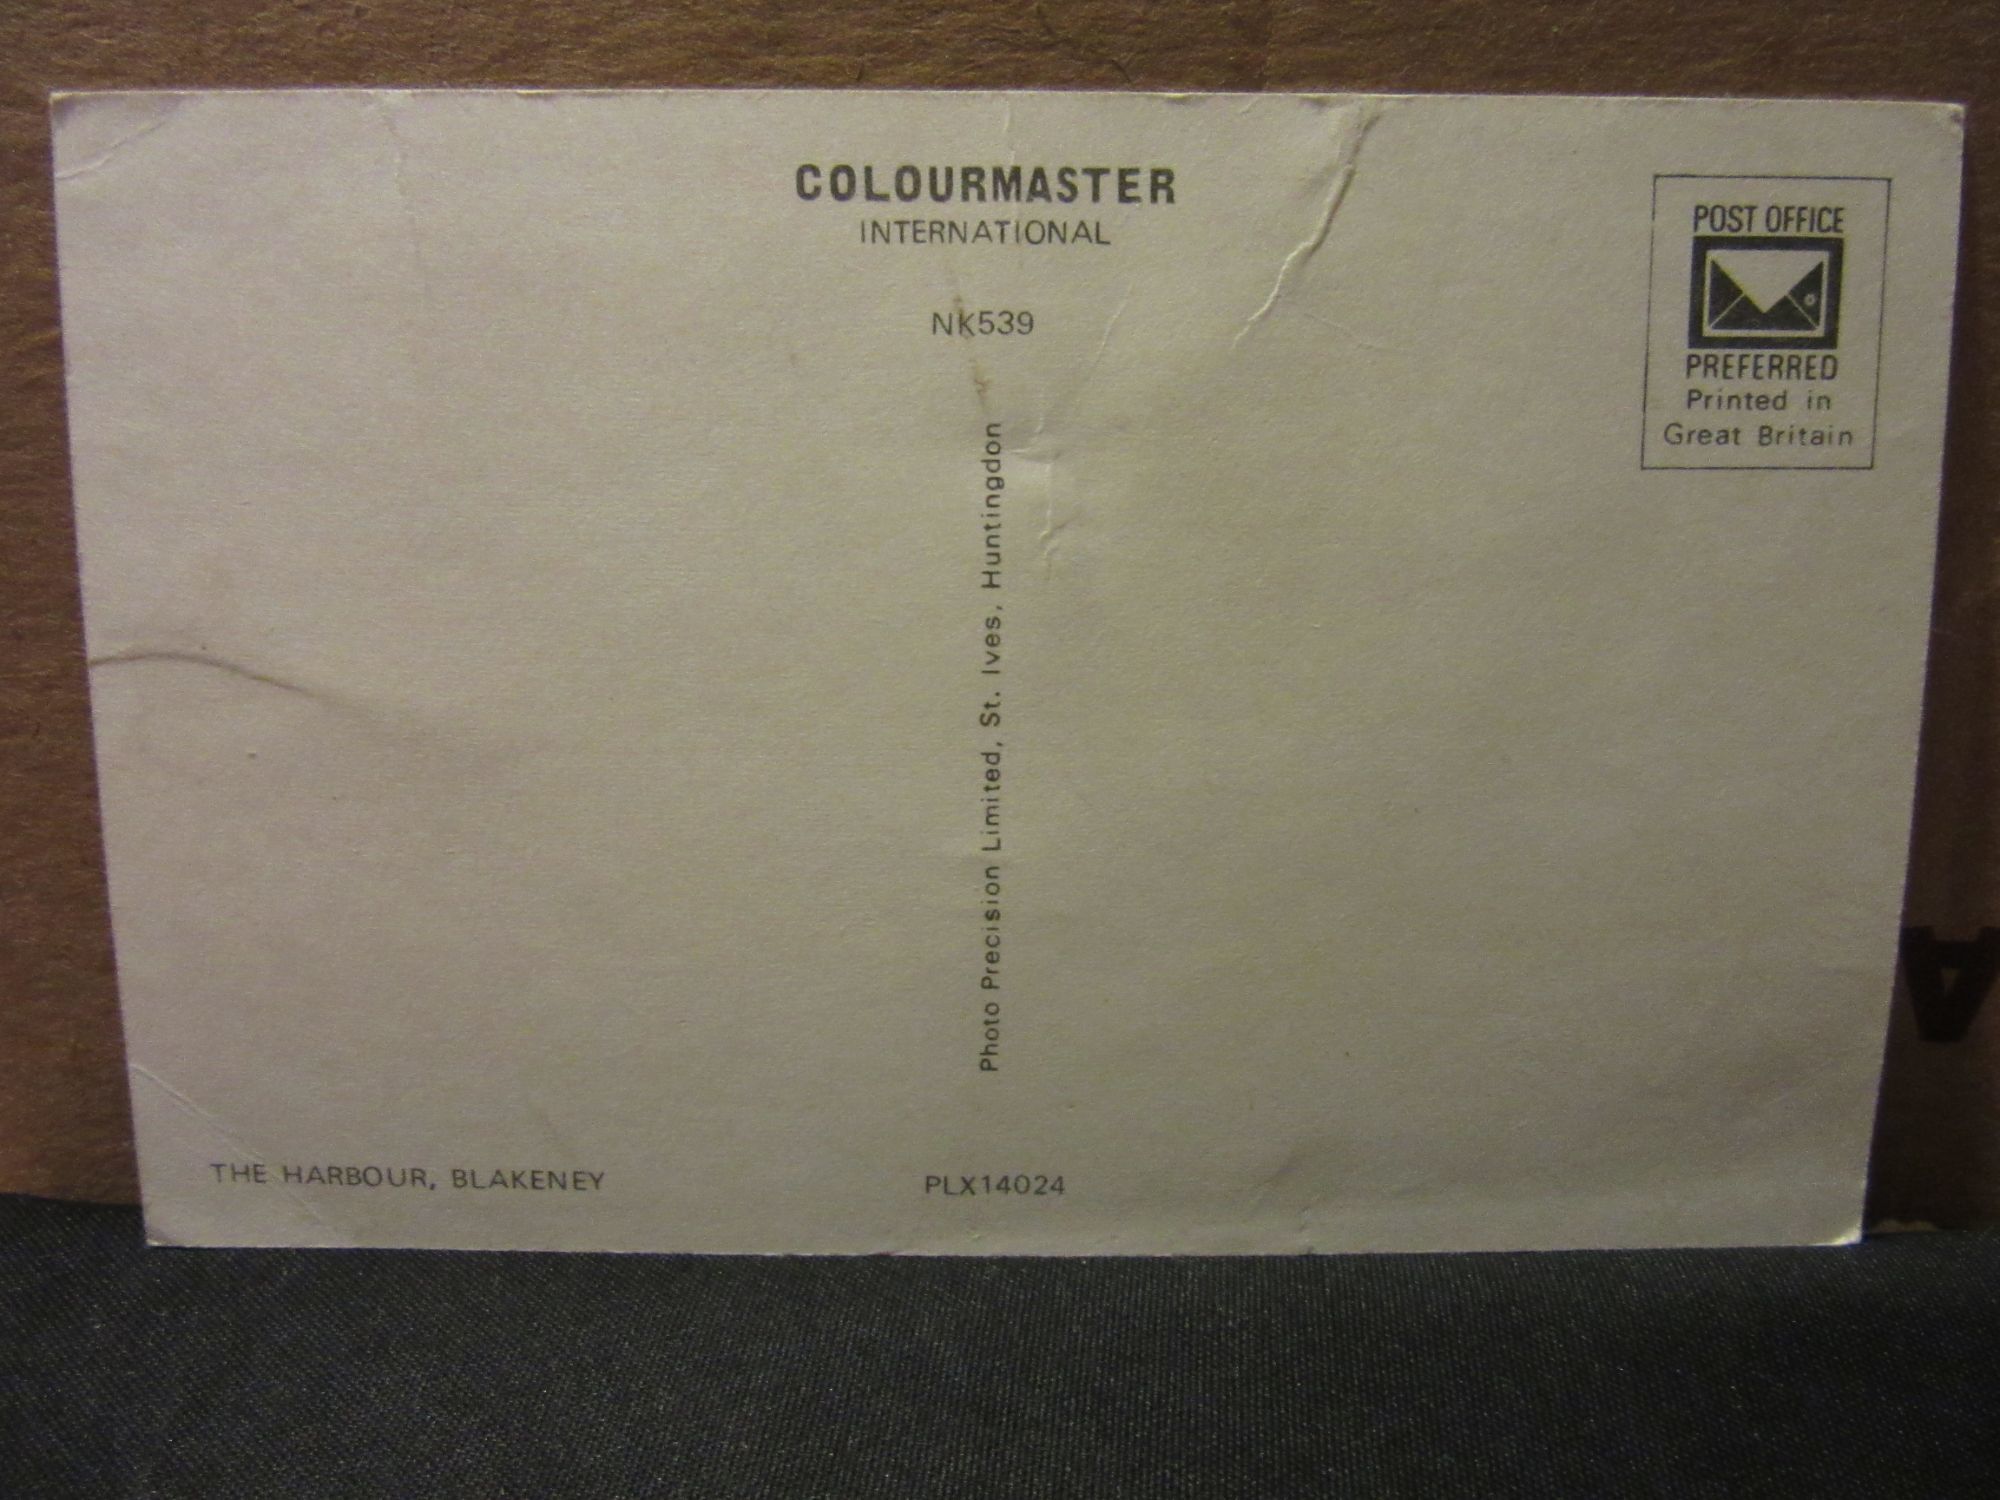 COLOURMASTER
INTERNATIONAL
NK539
POST OFFICE
PREFERRED
Printed in
Great Britain
Photo Precision Limited, St. Ives, Huntingdon
THE HARBOUR, BLAKENEY
PLX14024
A